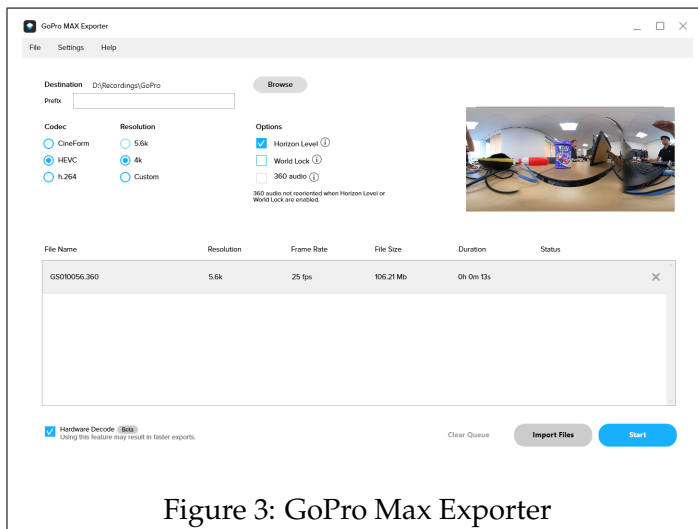 GoPro MAX Exporter
File Settings Help
Destination D:\Recordings\GoPro Browse
Prefix
Codec Resolution Options
CineForm 5.6k Horizon Level
HEVC 4k World Lock
h.264 Custom 360 audio
360 audio not reoriented when Horizon Level or
World Lock are enabled.
File Name Resolution Frame Rate File Size Duration Status
GS010056.360 5.6k 25 fps 106.21 Mb 0h 0m 13s
Hardware Decode Beta
Using this feature may result in faster exports.
Clear Queue Import Files Start
Figure 3: GoPro Max Exporter